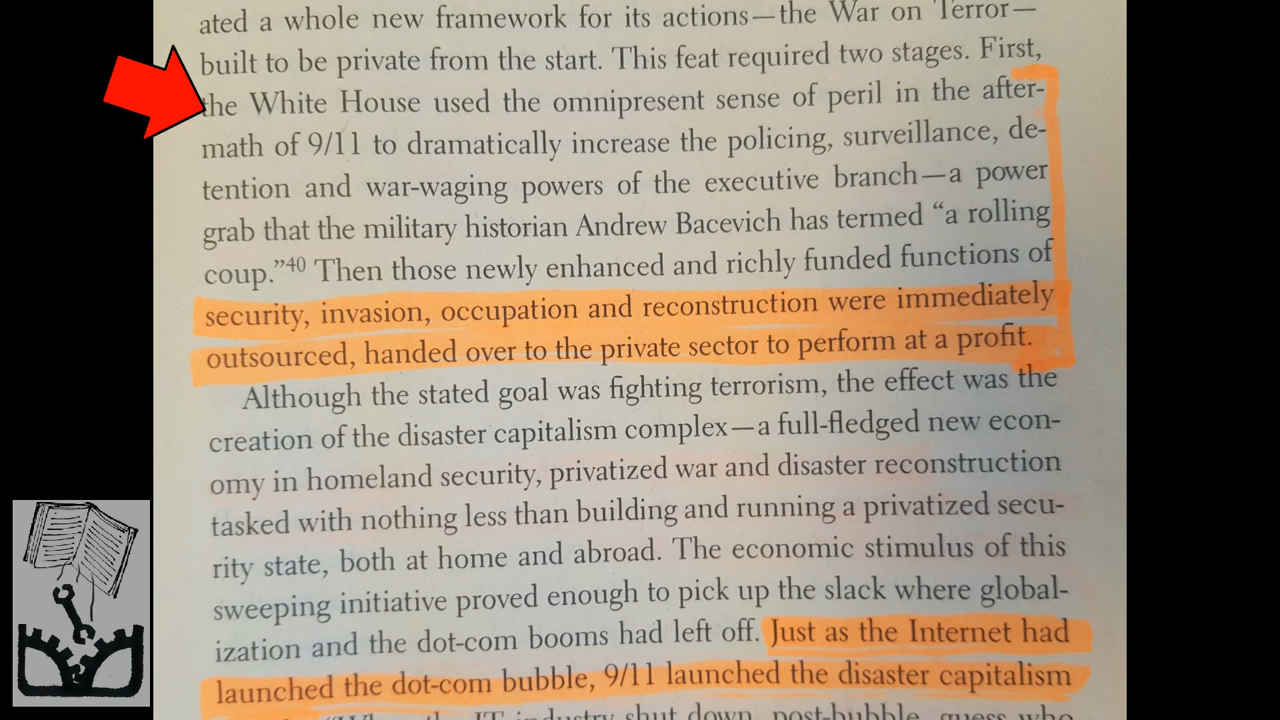 ated a whole new framework for its actions—the War on Terror—
built to be private from the start. This feat required two stages. First,
the White House used the omnipresent sense of peril in the after-
math of 9/11 to dramatically increase the policing, surveillance, de-
tention and war-waging powers of the executive branch—a power
grab that the military historian Andrew Bacevich has termed “a rolling
coup.”40 Then those newly enhanced and richly funded functions of
security, invasion, occupation and reconstruction were immediately
outsourced, handed over to the private sector to perform at a profit.
Although the stated goal was fighting terrorism, the effect was the
creation of the disaster capitalism complex—a full-fledged new econ-
omy in homeland security, privatized war and disaster reconstruction
tasked with nothing less than building and running a privatized secu-
rity state, both at home and abroad. The economic stimulus of this
sweeping initiative proved enough to pick up the slack where global-
ization and the dot-com booms had left off. Just as the Internet had
launched the dot-com bubble, 9/11 launched the disaster capitalism
IT industry shut down, post-bubble, guess who